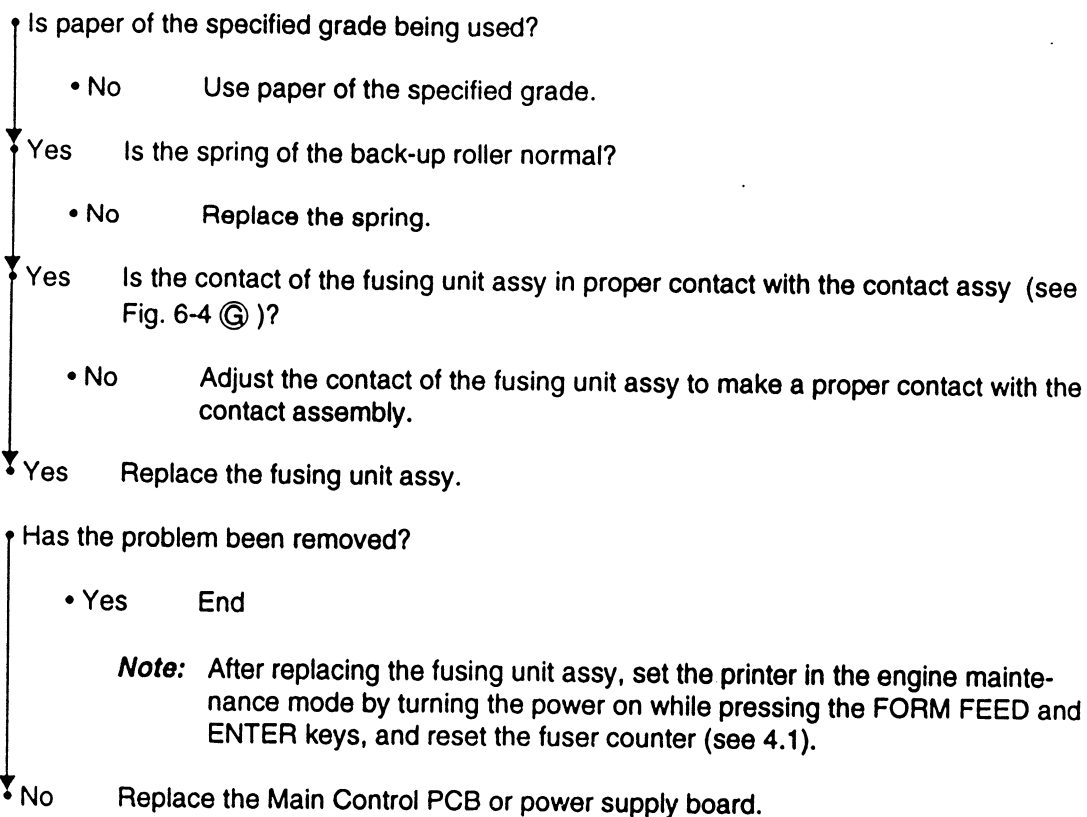 Is paper of the specified grade being used?
• No Use paper of the specified grade.
Yes Is the spring of the back-up roller normal?
• No Replace the spring.
Yes Is the contact of the fusing unit assy in proper contact with the contact assy (see
Fig. 6-4 Ⓖ )?
• No Adjust the contact of the fusing unit assy to make a proper contact with the
contact assembly.
Yes Replace the fusing unit assy.
Has the problem been removed?
• Yes End
Note: After replacing the fusing unit assy, set the printer in the engine mainte-
nance mode by turning the power on while pressing the FORM FEED and
ENTER keys, and reset the fuser counter (see 4.1).
No Replace the Main Control PCB or power supply board.